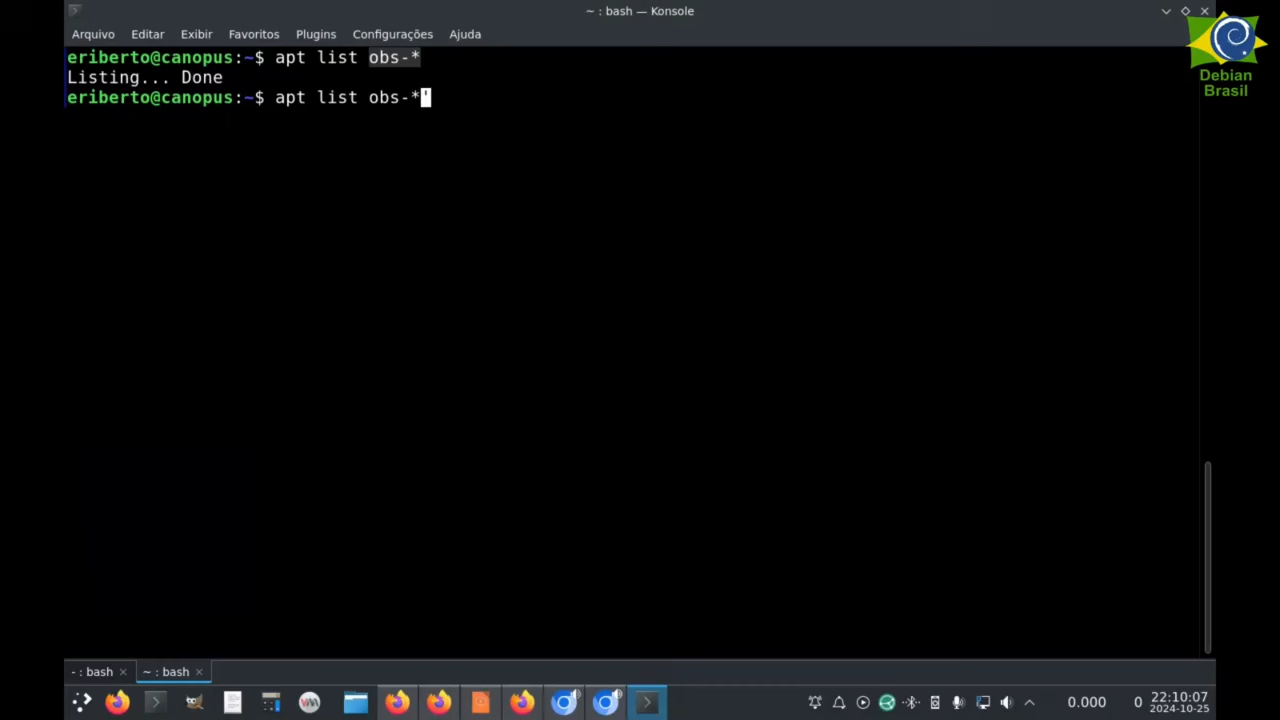 ~ : bash — Konsole
Arquivo Editar Exibir Favoritos Plugins Configurações Ajuda
Debian
Brasil
eriberto@canopus:~$ apt list obs-*
Listing... Done
eriberto@canopus:~$ apt list obs-*'
- : bash
~ : bash
0.000 0 22:10:07
2024-10-25